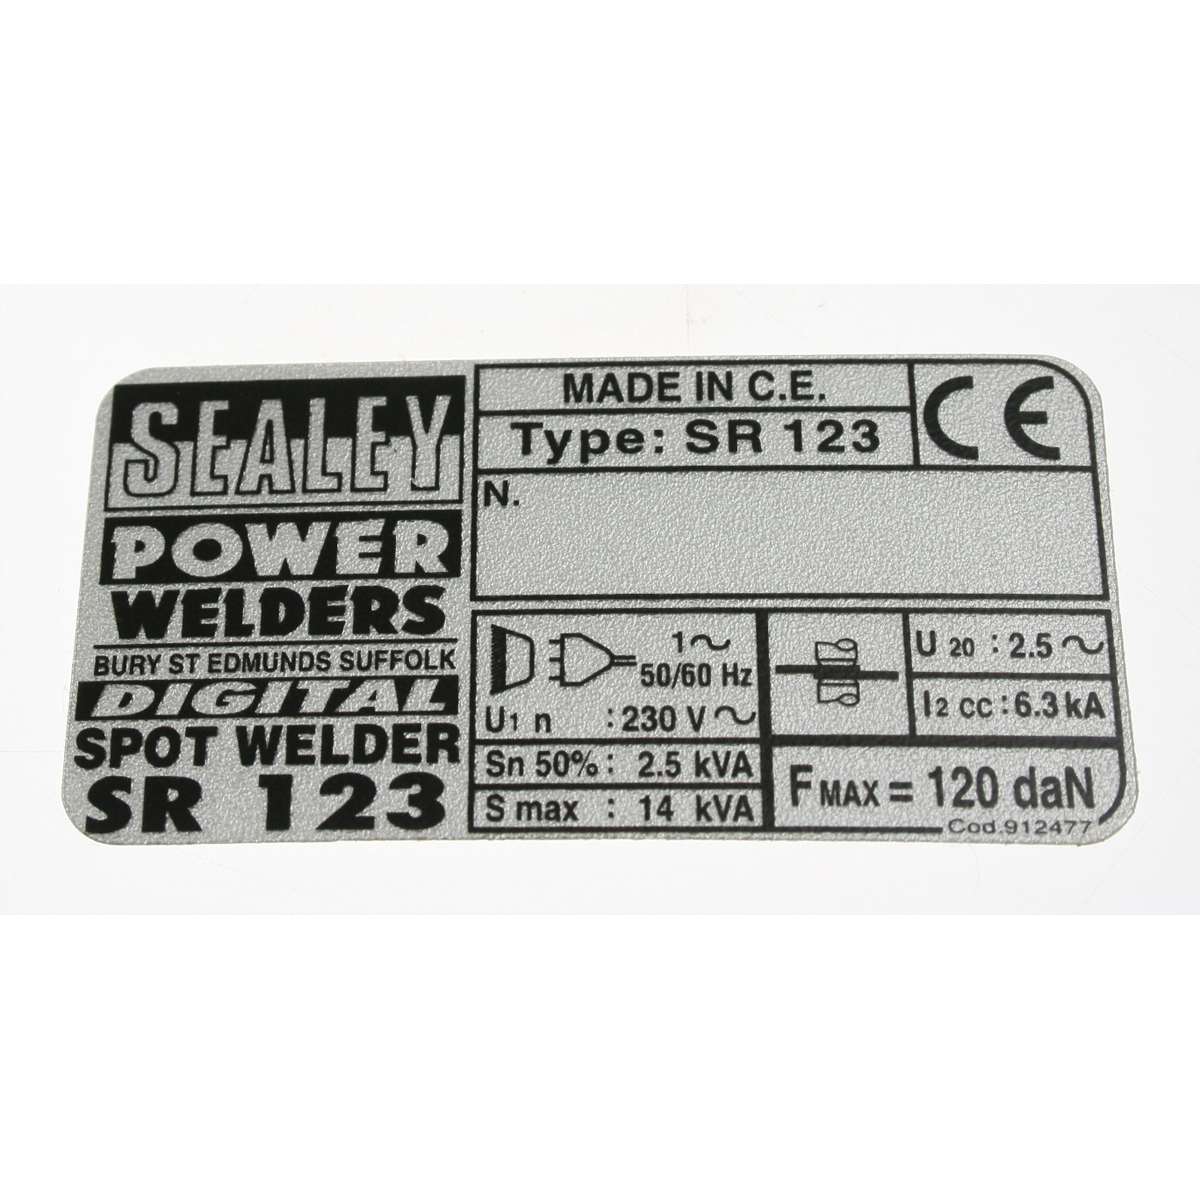 SEALEY
POWER
WELDERS
BURY ST EDMUNDS SUFFOLK
DIGITAL
SPOT WELDER
SR 123
MADE IN C.E.
Type: SR 123
CE
N.
1~
50/60 Hz
U1 n : 230 V ~
Sn 50% : 2.5 kVA
S max : 14 kVA
U 20 : 2.5 ~
I2 cc : 6.3 kA
F MAX = 120 daN
Cod.912477